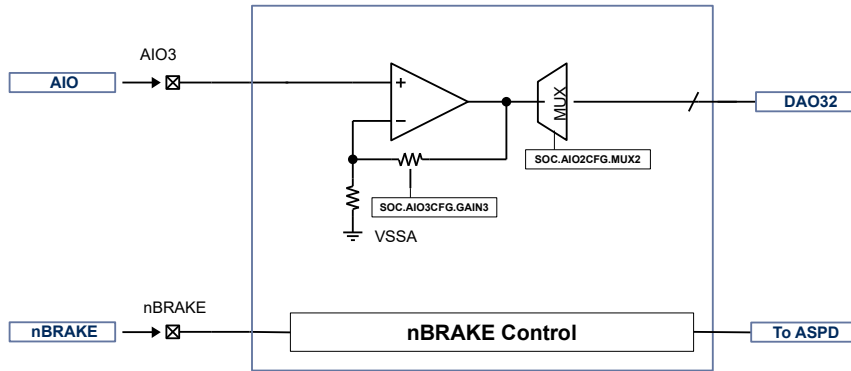 AIO3
AIO
+
−
MUX
DAO32
SOC.AIO2CFG.MUX2
SOC.AIO3CFG.GAIN3
VSSA
nBRAKE
nBRAKE
nBRAKE Control
To ASPD